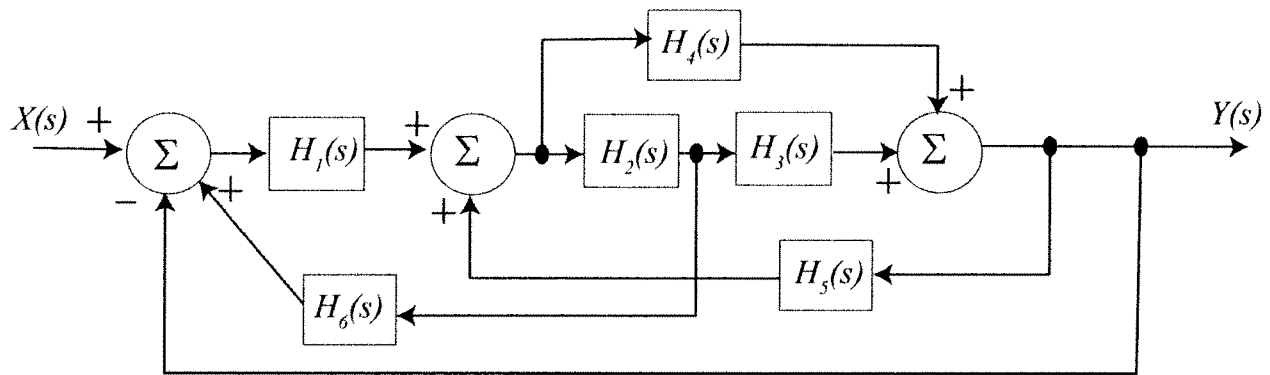 H₄(s)
+
X(s) + Σ H₁(s) + Σ H₂(s) H₃(s) + Σ Y(s)
- + +
H₅(s)
H₆(s)